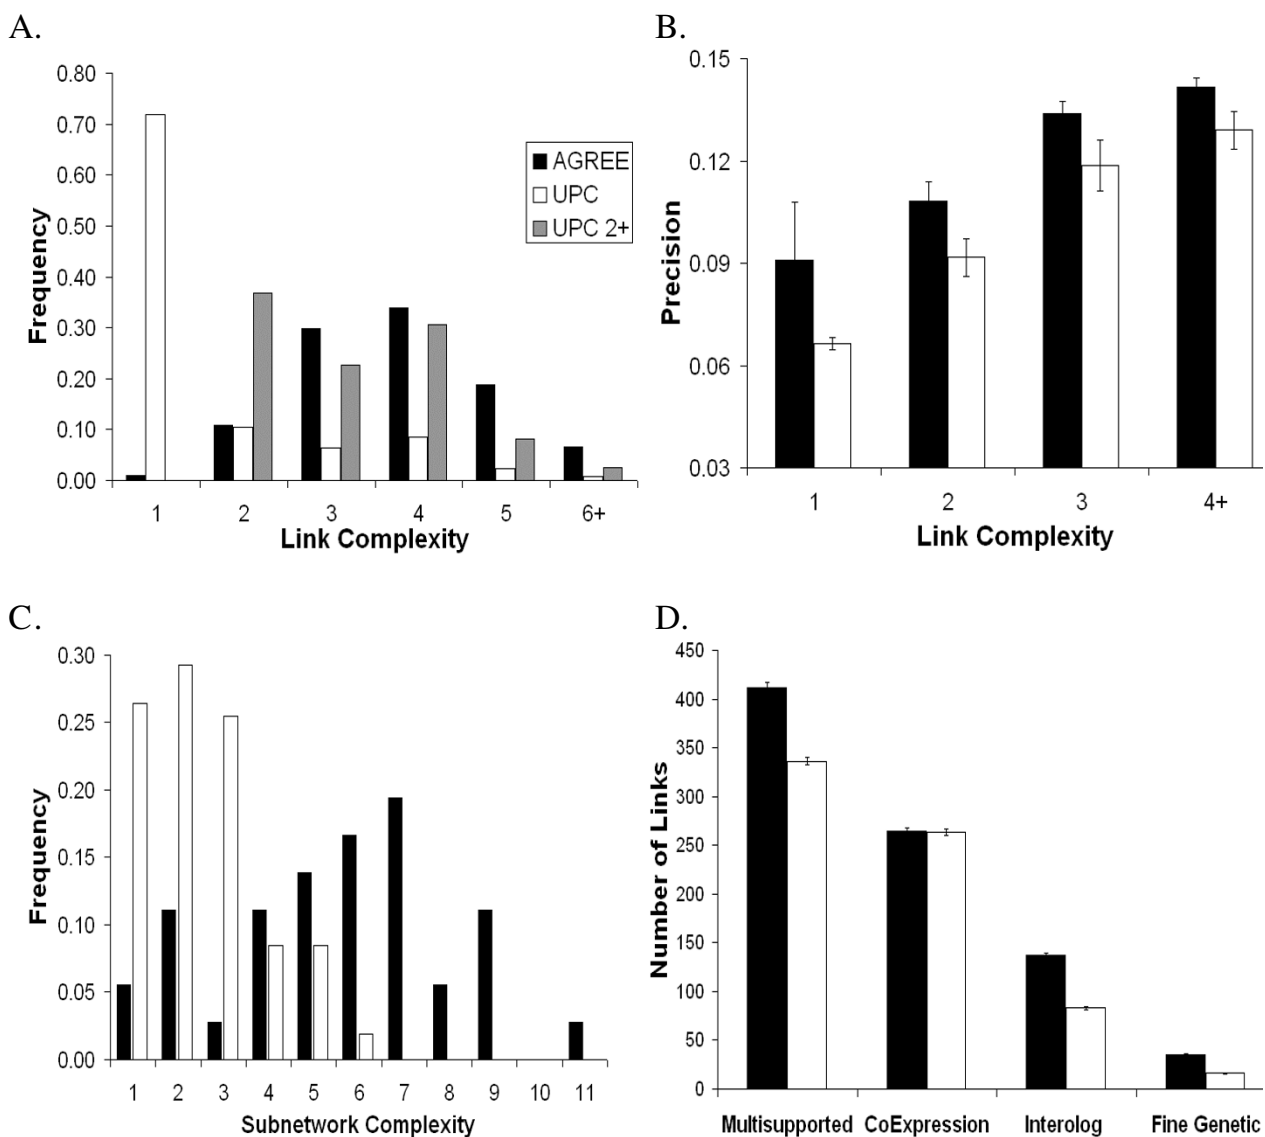 A.
0.80
0.70
0.60
0.50
0.40
0.30
0.20
0.10
0.00
Frequency
AGREE
UPC
UPC 2+
1 2 3 4 5 6+
Link Complexity
B.
0.15
0.12
0.09
0.06
0.03
Precision
1 2 3 4+
Link Complexity
C.
0.30
0.25
0.20
0.15
0.10
0.05
0.00
Frequency
1 2 3 4 5 6 7 8 9 10 11
Subnetwork Complexity
D.
450
400
350
300
250
200
150
100
50
0
Number of Links
Multisupported CoExpression Interolog Fine Genetic